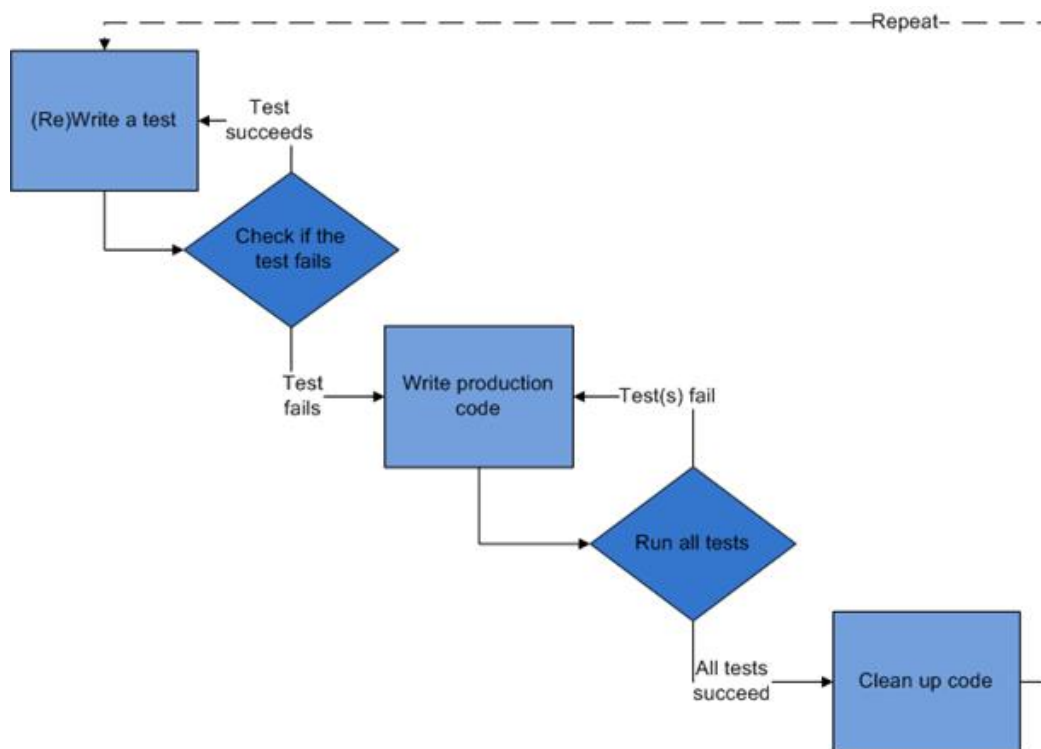 Repeat
(Re)Write a test
Test
succeeds
Check if the
test fails
Test
fails
Write production
code
Test(s) fail
Run all tests
All tests
succeed
Clean up code